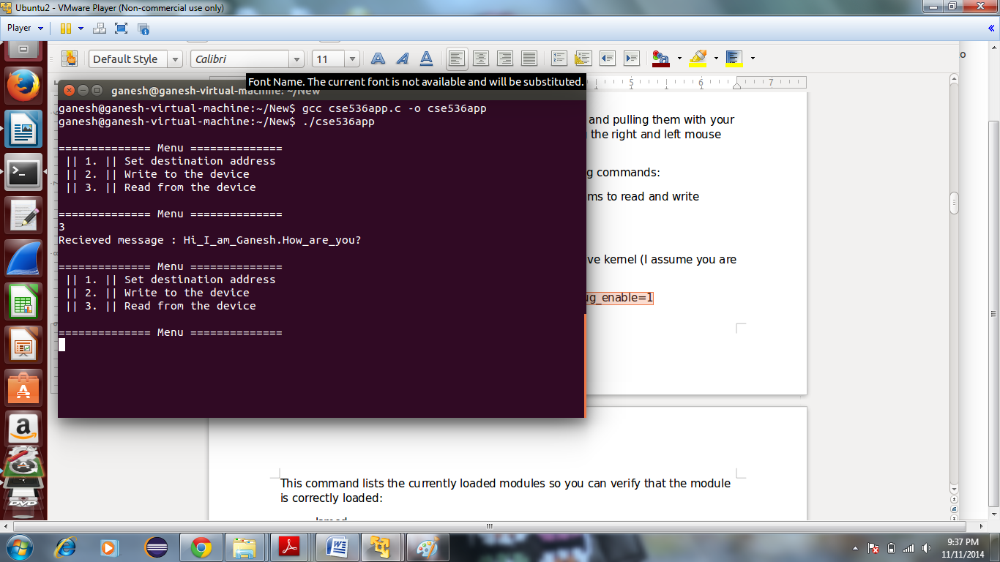 Ubuntu2 - VMware Player (Non-commercial use only)
Player
Default Style
Calibri
11
Font Name. The current font is not available and will be substituted.
5 6 7
ganesh@ganesh-virtual-machine: ~/New
ganesh@ganesh-virtual-machine:~/New$ gcc cse536app.c -o cse536app
ganesh@ganesh-virtual-machine:~/New$ ./cse536app
============== Menu ==============
|| 1. || Set destination address
|| 2. || Write to the device
|| 3. || Read from the device
============== Menu ==============
3
Recieved message : Hi_I_am_Ganesh.How_are_you?
============== Menu ==============
|| 1. || Set destination address
|| 2. || Write to the device
|| 3. || Read from the device
============== Menu ==============
and pulling them with your
the right and left mouse
g commands:
ms to read and write
ve kernel (I assume you are
ug_enable=1
This command lists the currently loaded modules so you can verify that the module
is correctly loaded:
lsmod
9:37 PM
11/11/2014